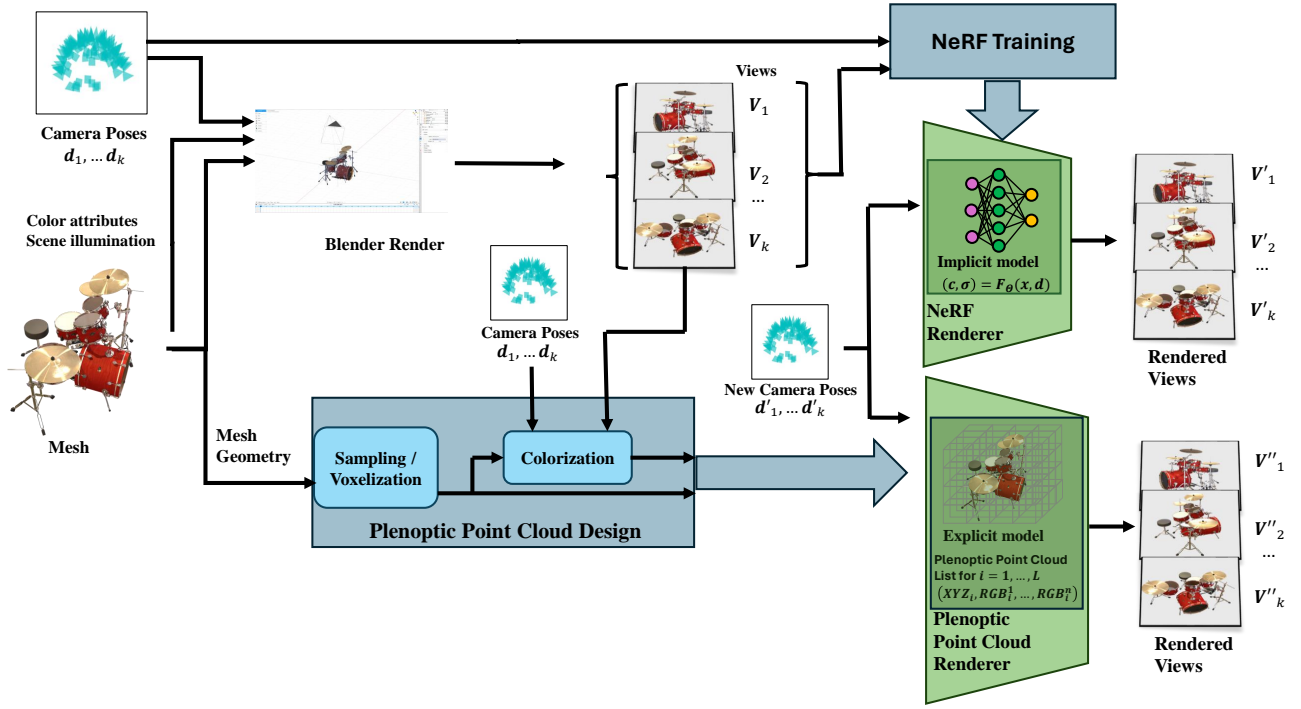 Camera Poses
d₁, … dₖ
Color attributes
Scene illumination
Mesh
Blender Render
Views
V₁
V₂
...
Vₖ
Camera Poses
d₁, … dₖ
Mesh
Geometry
Sampling /
Voxelization
Colorization
Plenoptic Point Cloud Design
New Camera Poses
d'₁, … d'ₖ
NeRF Training
Implicit model
(c, σ) = F_Θ(x, d)
NeRF
Renderer
V'₁
V'₂
...
V'ₖ
Rendered
Views
Explicit model
Plenoptic Point Cloud
List for i = 1, … , L
(XYZᵢ, RGBᵢ¹, … , RGBᵢⁿ)
Plenoptic
Point Cloud
Renderer
V''₁
V''₂
...
V''ₖ
Rendered
Views